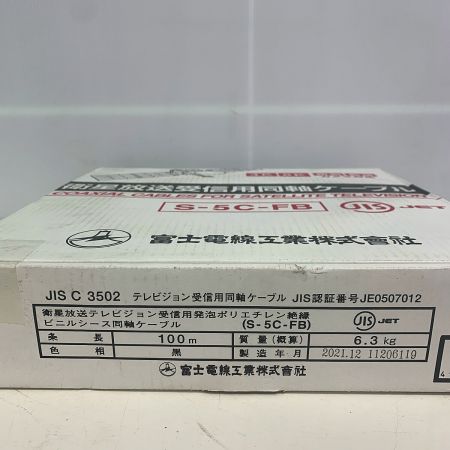 衛星放送受信用同軸ケーブル
COAXIAL CABLES FOR SATELLITE TELEVISION
S-5C-FB JIS JET
富士電線工業株式会社
JIS C 3502 テレビジョン受信用同軸ケーブル JIS認証番号JE0507012
衛星放送テレビジョン受信用発泡ポリエチレン絶縁
ビニルシース同軸ケーブル (S-5C-FB) JIS JET
条長 100m 質量(概算) 6.3kg
色相 黒 製造年月 2021.12 11206119
富士電線工業株式会社